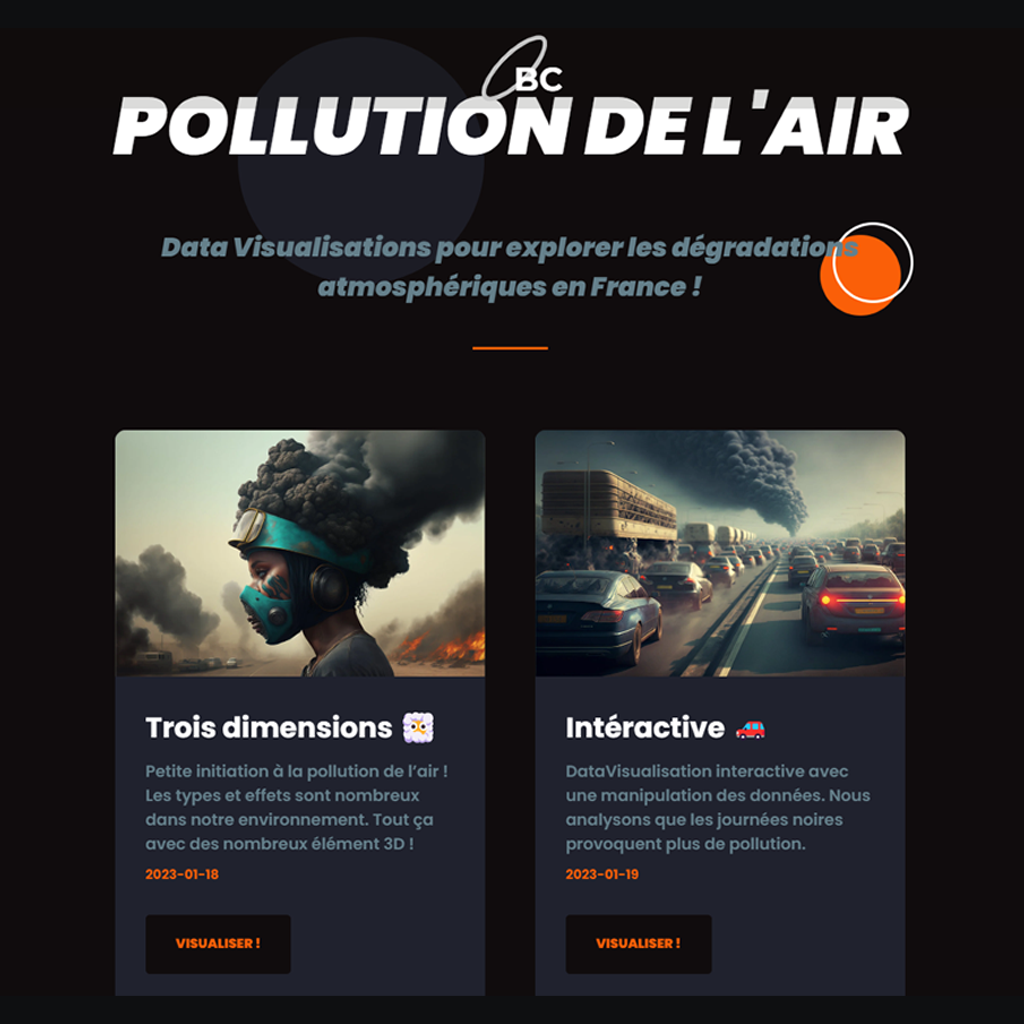 BC
POLLUTION DE L'AIR
Data Visualisations pour explorer les dégradations
atmosphériques en France !
Trois dimensions
Petite initiation à la pollution de l’air !
Les types et effets sont nombreux
dans notre environnement. Tout ça
avec des nombreux élément 3D !
2023-01-18
VISUALISER !
Intéractive
DataVisualisation interactive avec
une manipulation des données. Nous
analysons que les journées noires
provoquent plus de pollution.
2023-01-19
VISUALISER !